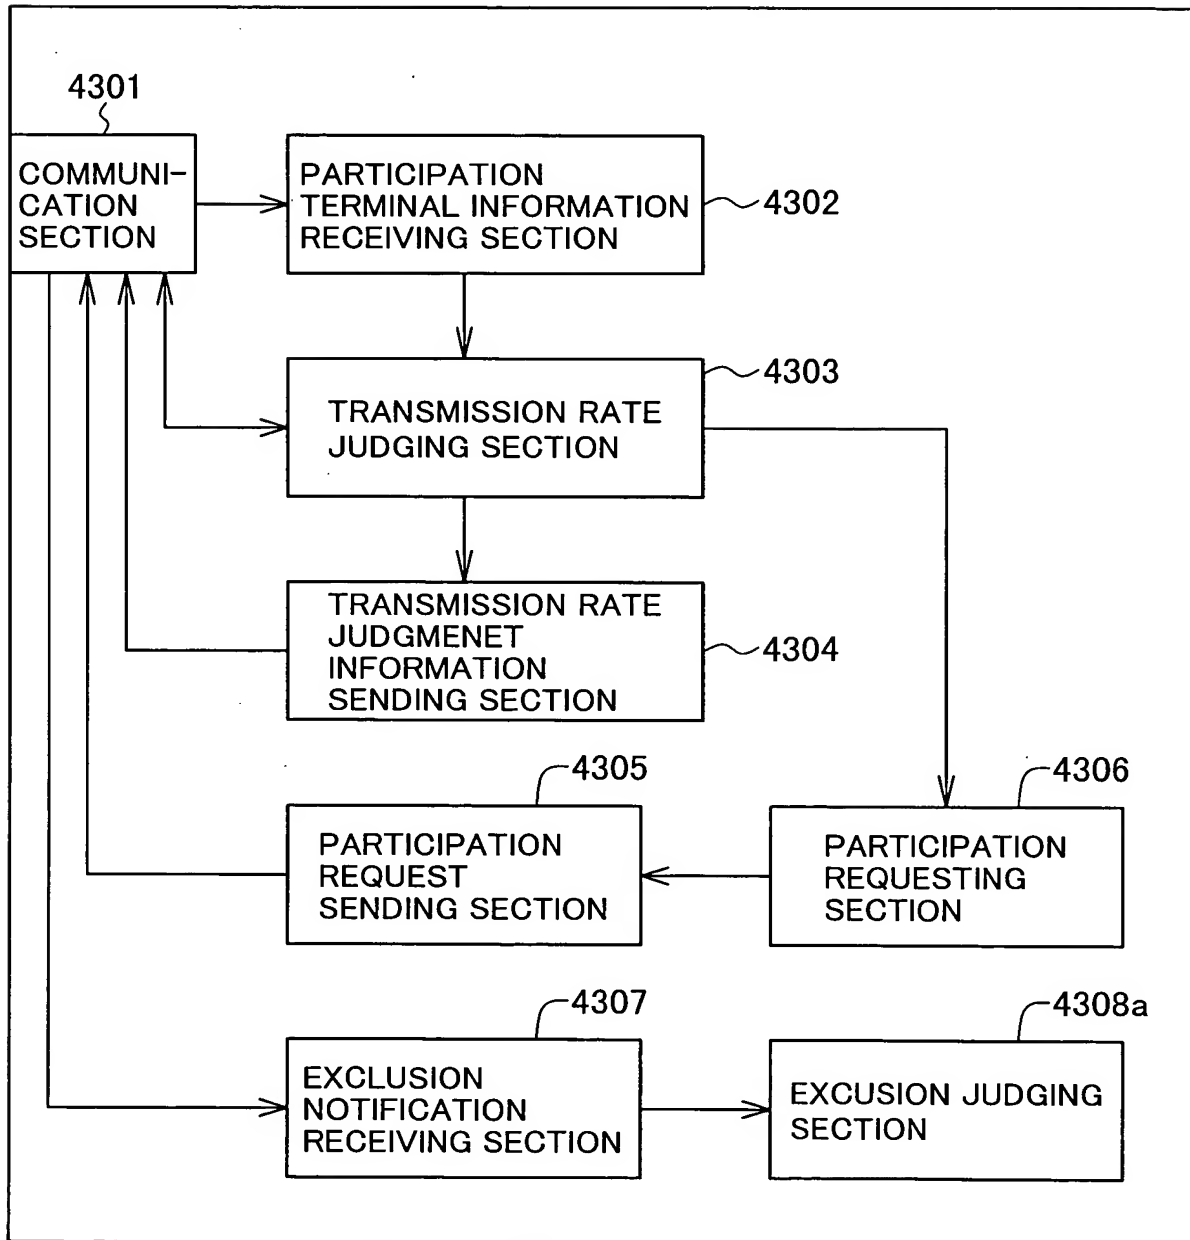 4301
COMMUNI-
CATION
SECTION
PARTICIPATION
TERMINAL INFORMATION
RECEIVING SECTION
4302
4303
TRANSMISSION RATE
JUDGING SECTION
TRANSMISSION RATE
JUDGMENET
INFORMATION
SENDING SECTION
4304
4305
PARTICIPATION
REQUEST
SENDING SECTION
4306
PARTICIPATION
REQUESTING
SECTION
4307
EXCLUSION
NOTIFICATION
RECEIVING SECTION
4308a
EXCUSION JUDGING
SECTION